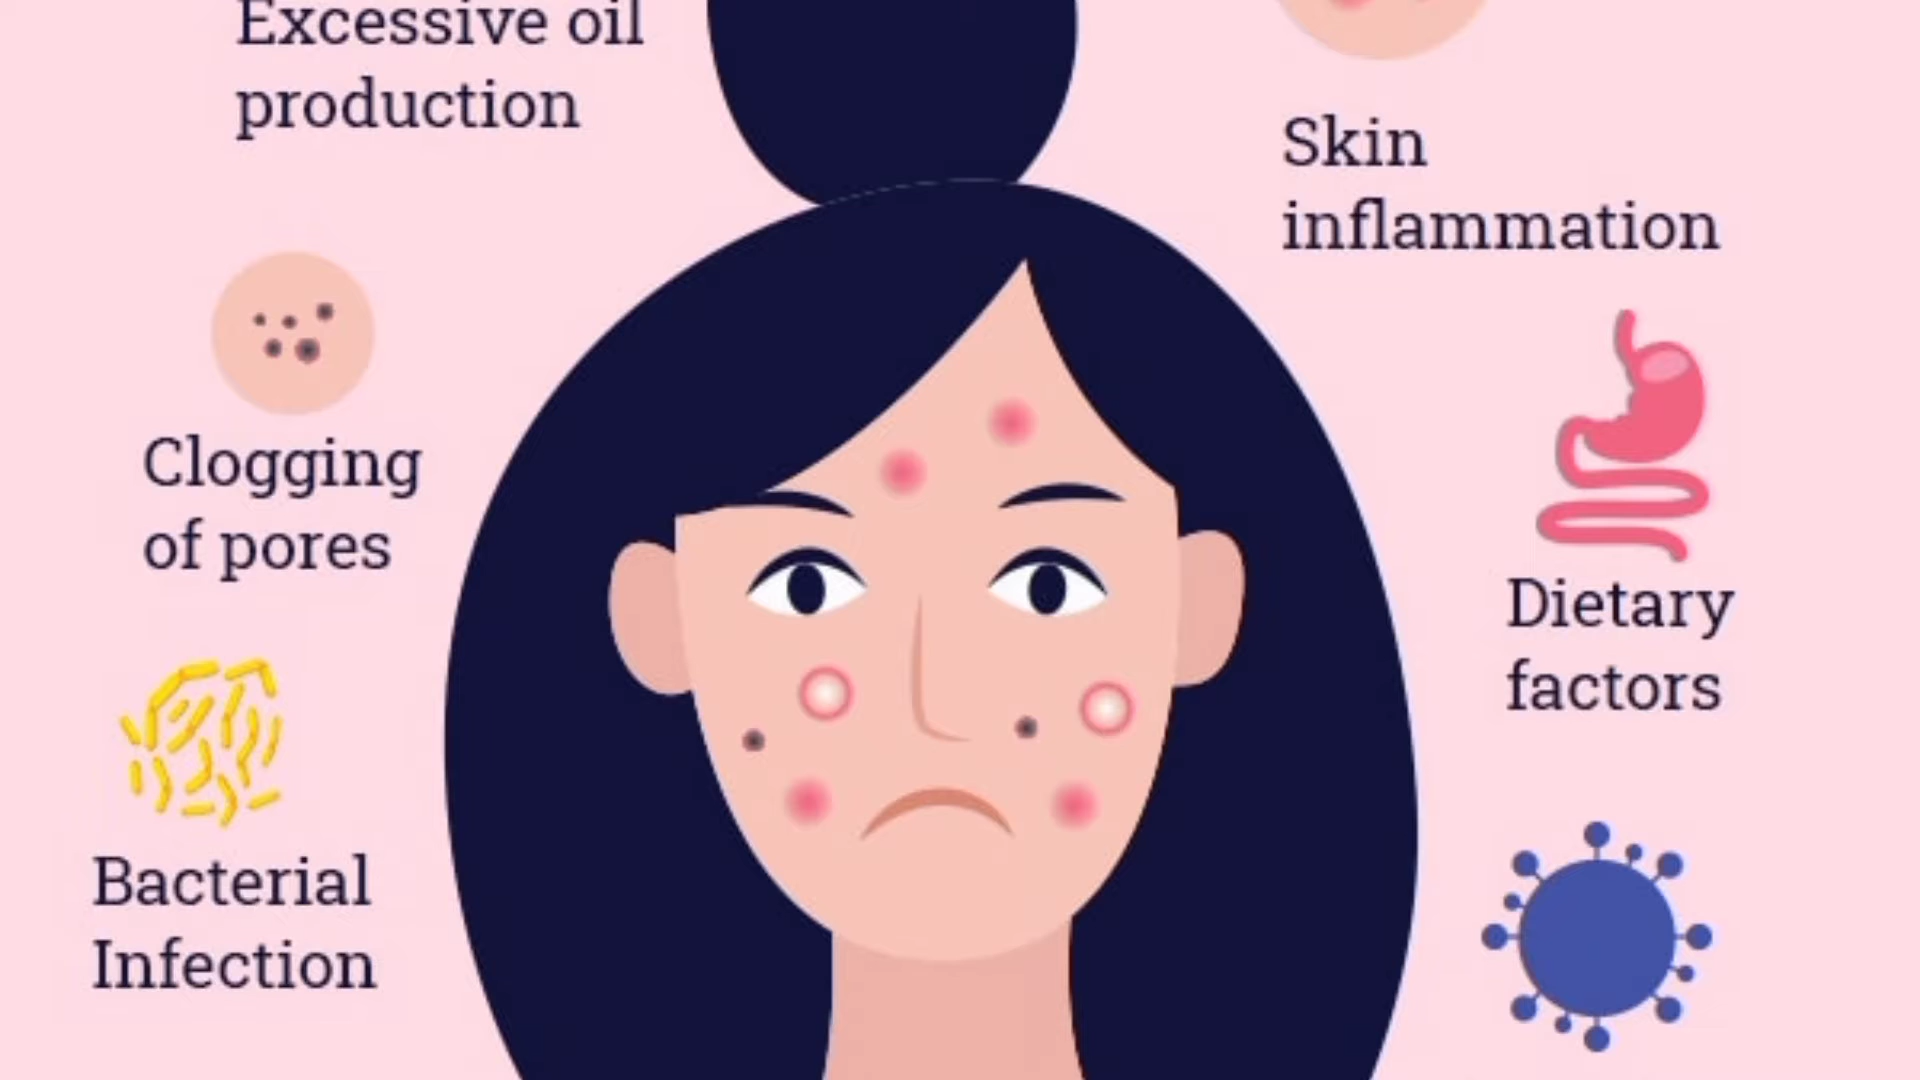 Excessive oil
production
Skin
inflammation
Clogging
of pores
Dietary
factors
Bacterial
Infection